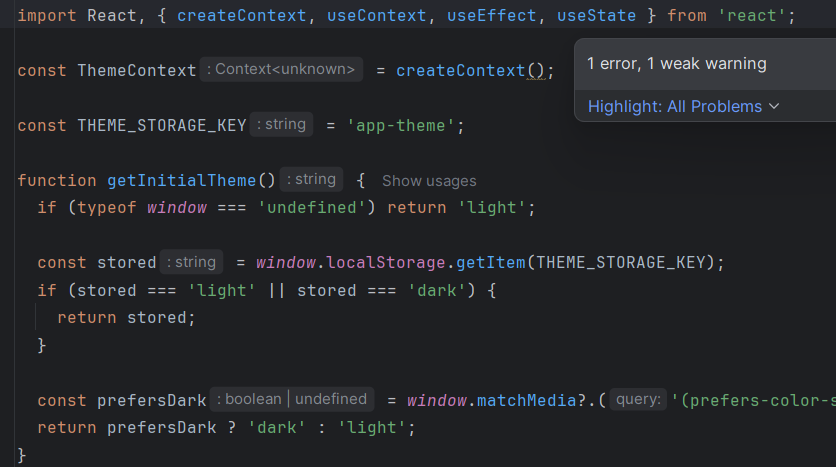 import React, { createContext, useContext, useEffect, useState } from 'react';
1 error, 1 weak warning
const ThemeContext : Context<unknown> = createContext();
Highlight: All Problems
const THEME_STORAGE_KEY : string = 'app-theme';
function getInitialTheme() : string { Show usages
if (typeof window === 'undefined') return 'light';
const stored : string = window.localStorage.getItem(THEME_STORAGE_KEY);
if (stored === 'light' || stored === 'dark') {
return stored;
}
const prefersDark : boolean | undefined = window.matchMedia?.( query: '(prefers-color-s
return prefersDark ? 'dark' : 'light';
}